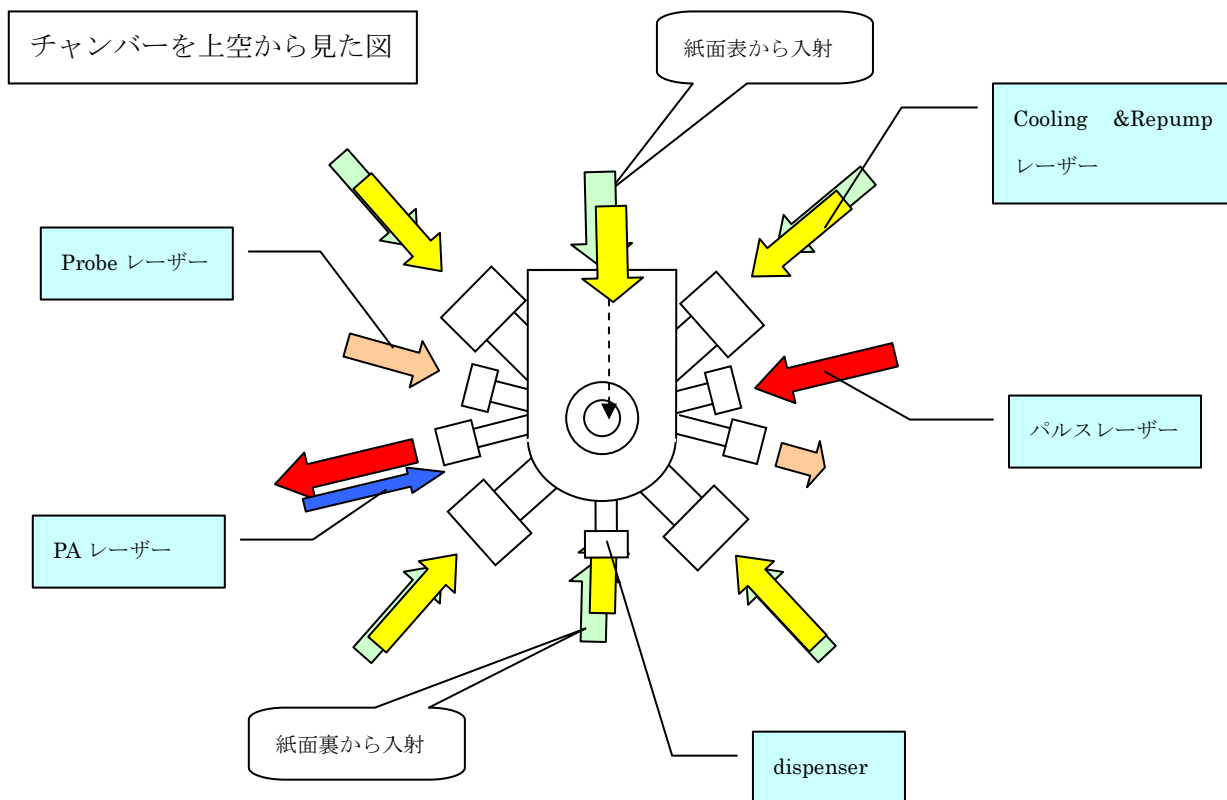 チャンバーを上空から見た図
紙面表から入射
Cooling &Repump
レーザー
Probe レーザー
パルスレーザー
PA レーザー
紙面裏から入射
dispenser